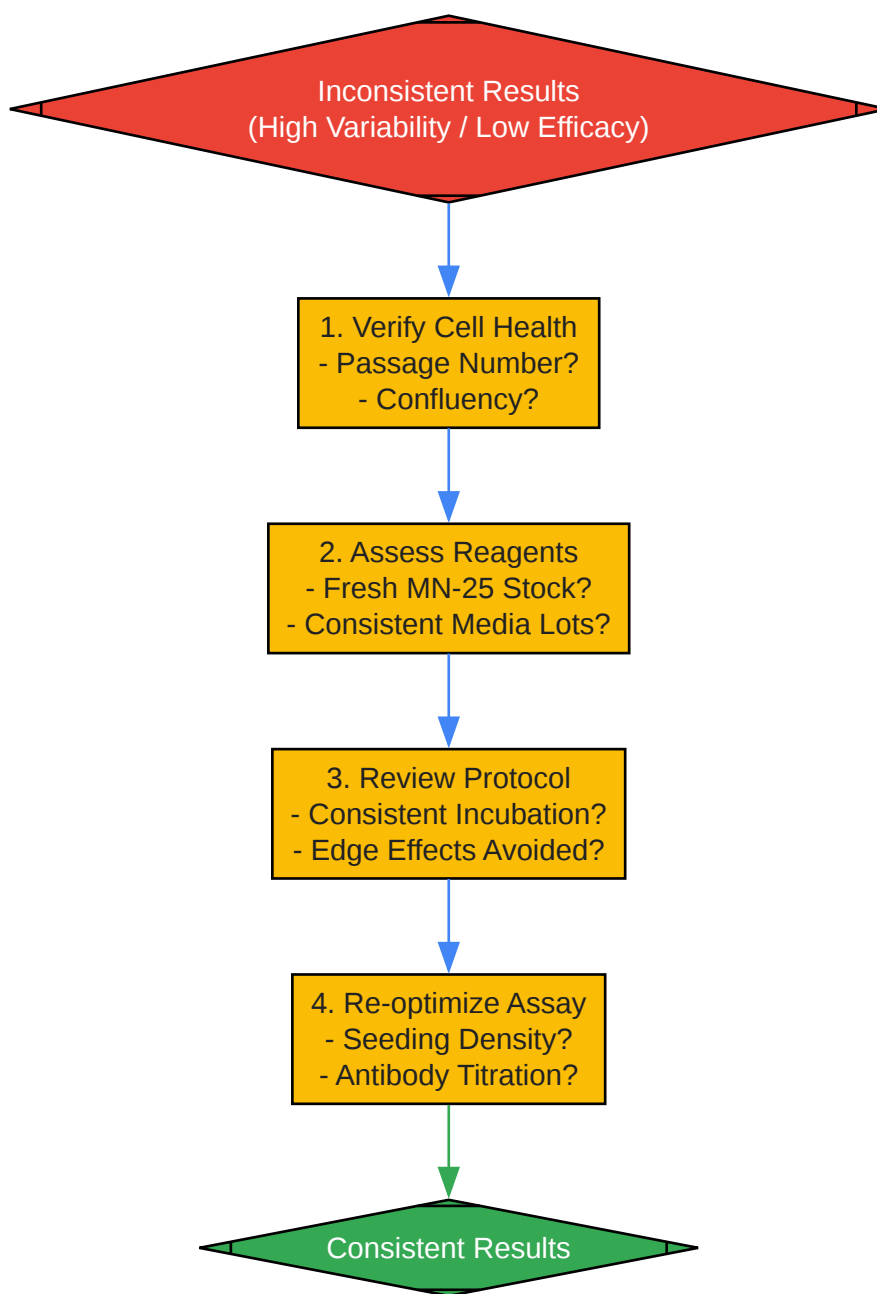 Inconsistent Results
(High Variability / Low Efficacy)
1. Verify Cell Health
- Passage Number?
- Confluency?
2. Assess Reagents
- Fresh MN-25 Stock?
- Consistent Media Lots?
3. Review Protocol
- Consistent Incubation?
- Edge Effects Avoided?
4. Re-optimize Assay
- Seeding Density?
- Antibody Titration?
Consistent Results